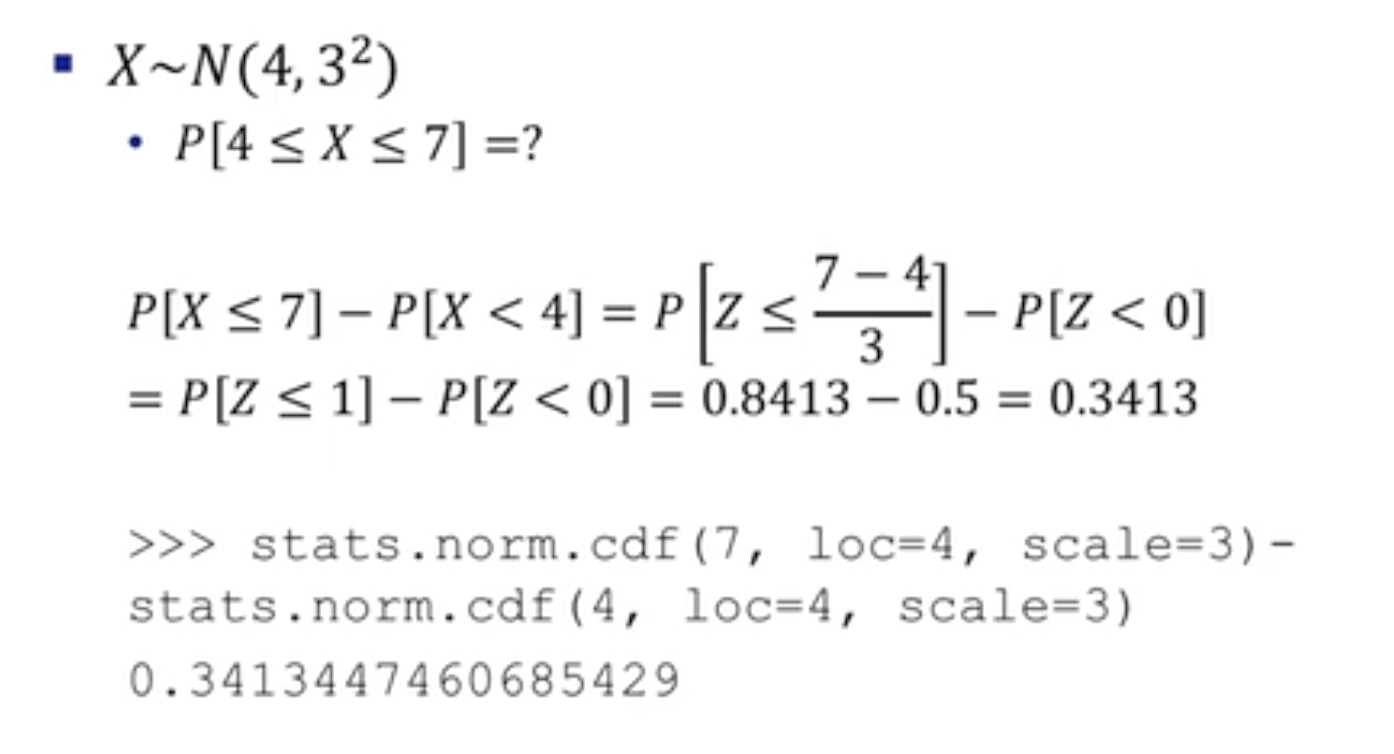 ▪ X~N(4, 3²)
• P[4 ≤ X ≤ 7] =?
P[X ≤ 7] − P[X < 4] = P[Z ≤ (7 − 4)/3] − P[Z < 0]
= P[Z ≤ 1] − P[Z < 0] = 0.8413 − 0.5 = 0.3413
>>> stats.norm.cdf(7, loc=4, scale=3)-
stats.norm.cdf(4, loc=4, scale=3)
0.3413447460685429